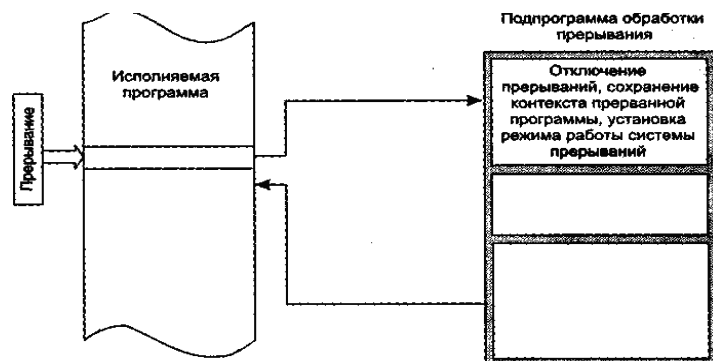 Подпрограмма обработки
прерывания
Исполняемая
программа
Прерывание
Отключение
прерываний, сохранение
контекста прерванной
программы, установка
режима работы системы
прерываний